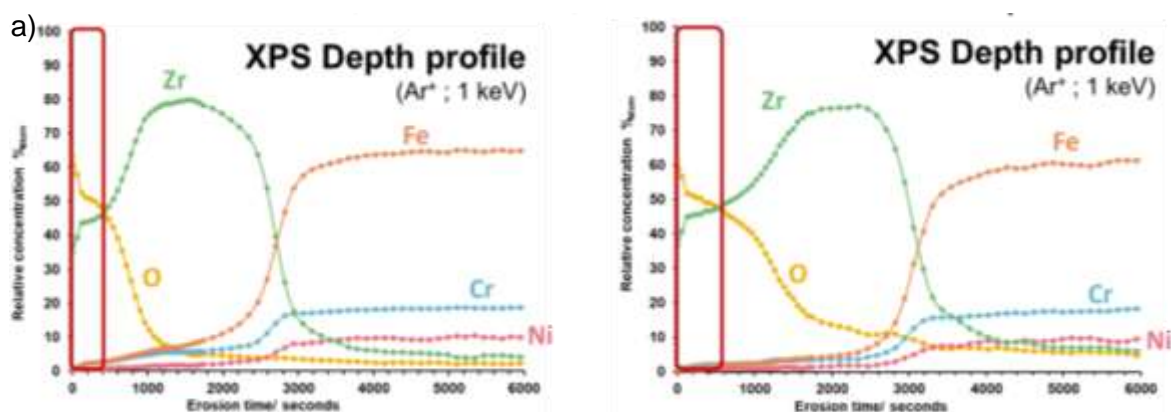 a)
XPS Depth profile
(Ar⁺ ; 1 keV)
Zr
Fe
O
Cr
Ni
Relative concentration %
100
90
80
70
60
50
40
30
20
10
0
0 1000 2000 3000 4000 5000 6000
Erosion time/ seconds
XPS Depth profile
(Ar⁺ ; 1 keV)
Zr
Fe
O
Cr
Ni
Relative concentration %
100
90
80
70
60
50
40
30
20
10
0
0 1000 2000 3000 4000 5000 6000
Erosion time/ seconds